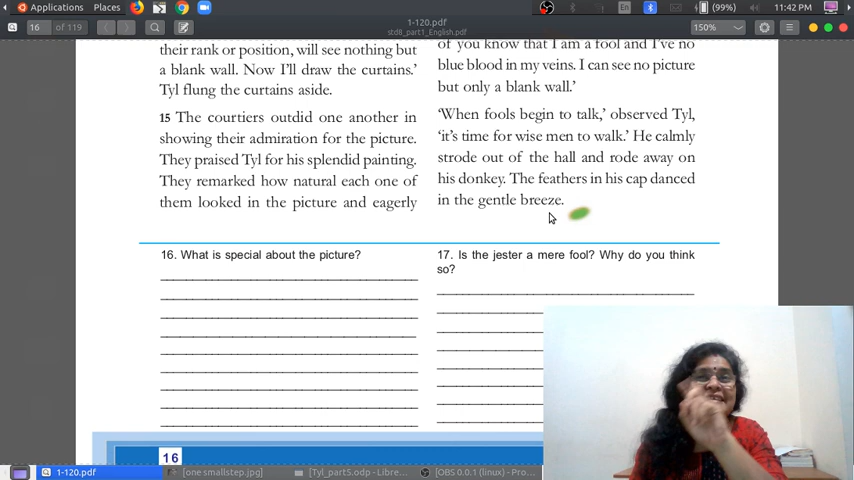 Applications
Places
En
(99%)
11:42 PM
16
of 119
1-120.pdf
std8_part1_English.pdf
150%
their rank or position, will see nothing but
a blank wall. Now I'll draw the curtains.'
Tyl flung the curtains aside.
15 The courtiers outdid one another in
showing their admiration for the picture.
They praised Tyl for his splendid painting.
They remarked how natural each one of
them looked in the picture and eagerly
of you know that I am a fool and I've no
blue blood in my veins. I can see no picture
but only a blank wall.'
'When fools begin to talk,' observed Tyl,
'it's time for wise men to walk.' He calmly
strode out of the hall and rode away on
his donkey. The feathers in his cap danced
in the gentle breeze.
16. What is special about the picture?
17. Is the jester a mere fool? Why do you think
so?
16
1-120.pdf
[one smallstep.jpg]
[Tyl_part5.odp - Libre...
[OBS 0.0.1 (linux) - Pro...